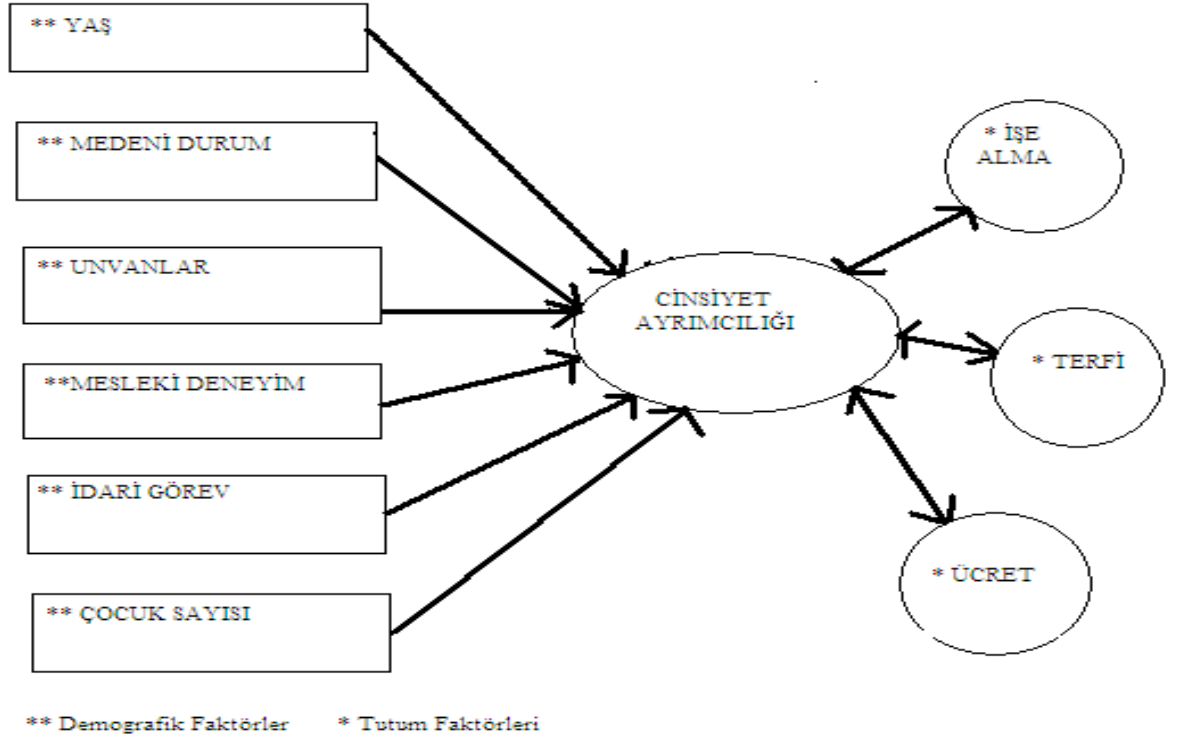 ** YAŞ
** MEDENİ DURUM
** UNVANLAR
**MESLEKİ DENEYİM
** İDARİ GÖREV
** ÇOCUK SAYISI
CİNSİYET
AYRIMCILIĞI
* İŞE
ALMA
* TERFİ
* ÜCRET
** Demografik Faktörler * Tutum Faktörleri